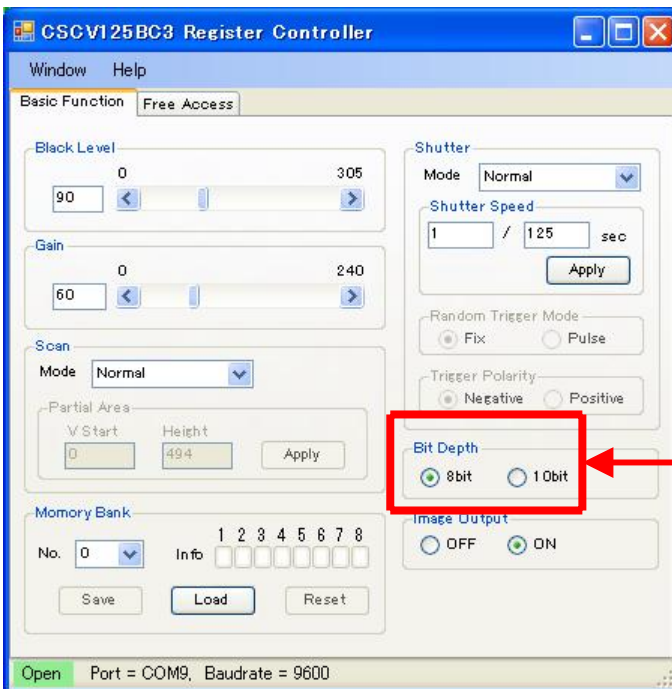 CSCV125BC3 Register Controller
Window Help
Basic Function Free Access
Black Level
0 305
90
Gain
0 240
60
Scan
Mode Normal
Partial Area
V Start Height
0 494 Apply
Momory Bank
1 2 3 4 5 6 7 8
No. 0 Info
Save Load Reset
Shutter
Mode Normal
Shutter Speed
1 / 125 sec
Apply
Random Trigger Mode
Fix Pulse
Trigger Polarity
Negative Positive
Bit Depth
8bit 10bit
Image Output
OFF ON
Open Port = COM9, Baudrate = 9600